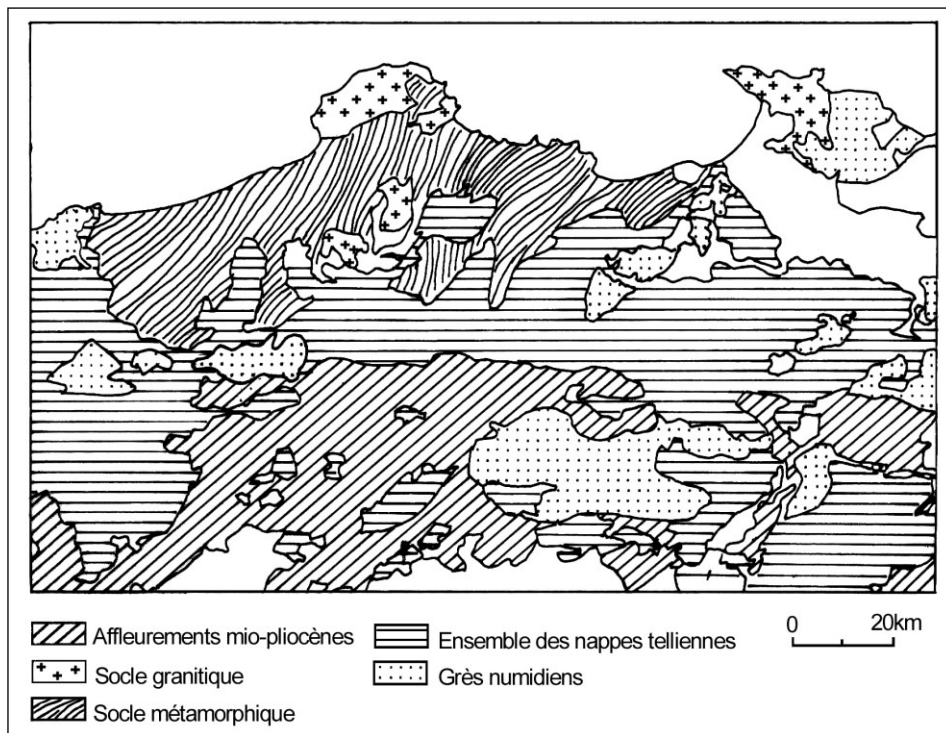 Affleurements mio-pliocènes
Ensemble des nappes telliennes
0 20km
Socle granitique
Grès numidiens
Socle métamorphique